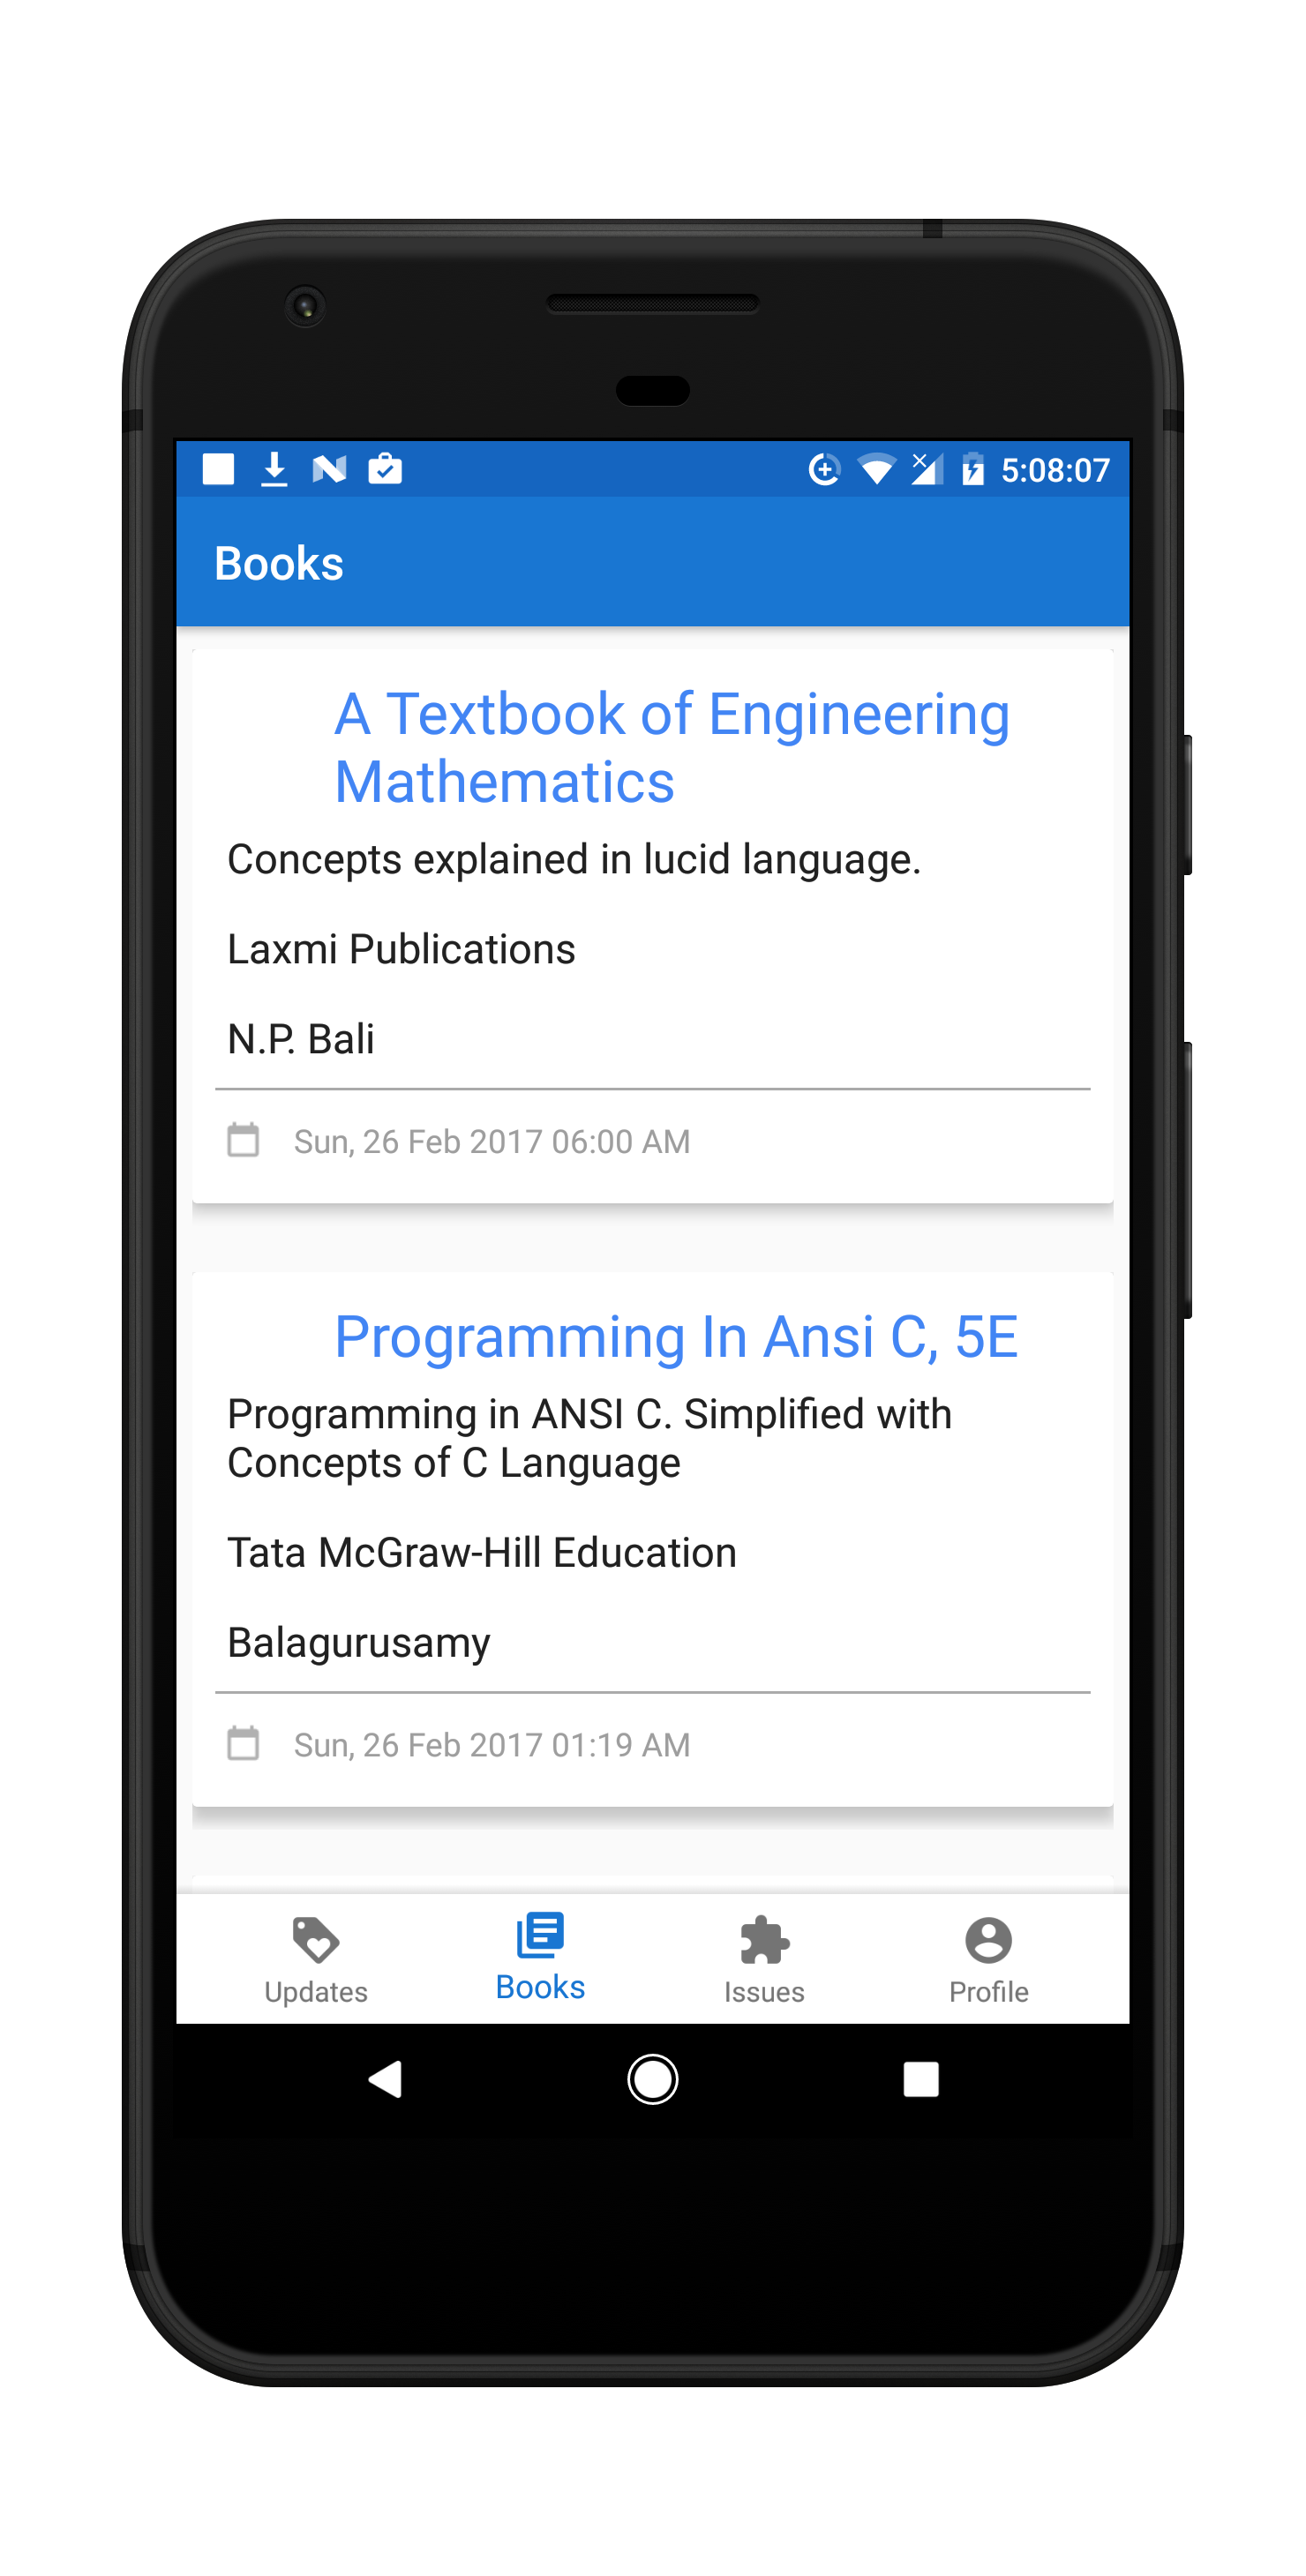 5:08:07
Books
A Textbook of Engineering
Mathematics
Concepts explained in lucid language.
Laxmi Publications
N.P. Bali
Sun, 26 Feb 2017 06:00 AM
Programming In Ansi C, 5E
Programming in ANSI C. Simplified with
Concepts of C Language
Tata McGraw-Hill Education
Balagurusamy
Sun, 26 Feb 2017 01:19 AM
Updates
Books
Issues
Profile